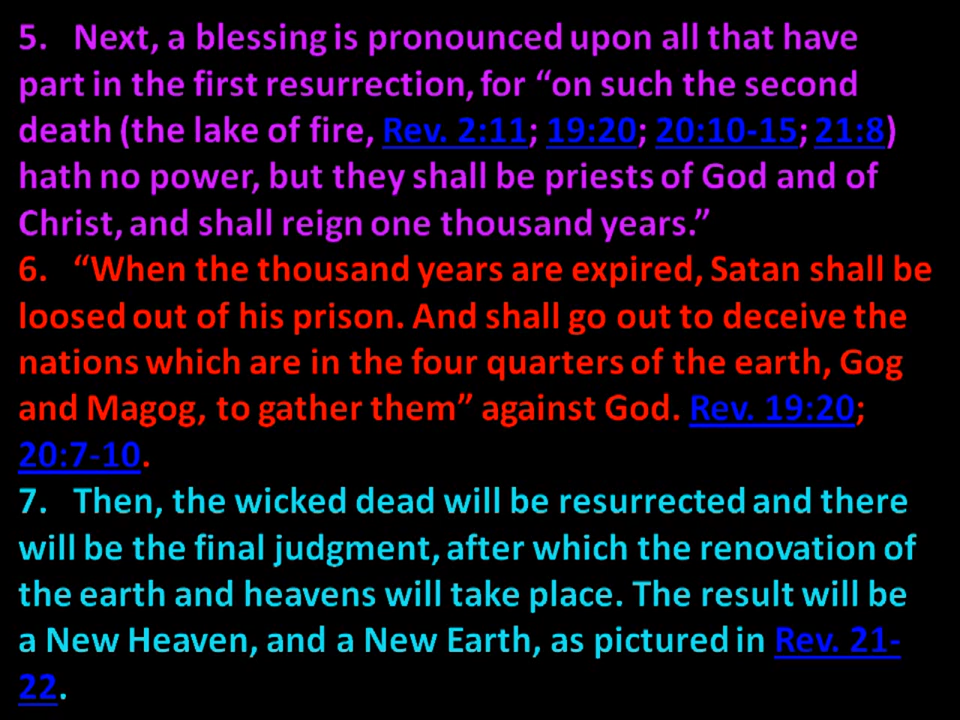 5.   Next, a blessing is pronounced upon all that have
part in the first resurrection, for “on such the second
death (the lake of fire, Rev. 2:11; 19:20; 20:10-15; 21:8)
hath no power, but they shall be priests of God and of
Christ, and shall reign one thousand years.”
6.   “When the thousand years are expired, Satan shall be
loosed out of his prison. And shall go out to deceive the
nations which are in the four quarters of the earth, Gog
and Magog, to gather them” against God. Rev. 19:20;
20:7-10.
7.   Then, the wicked dead will be resurrected and there
will be the final judgment, after which the renovation of
the earth and heavens will take place. The result will be
a New Heaven, and a New Earth, as pictured in Rev. 21-
22.